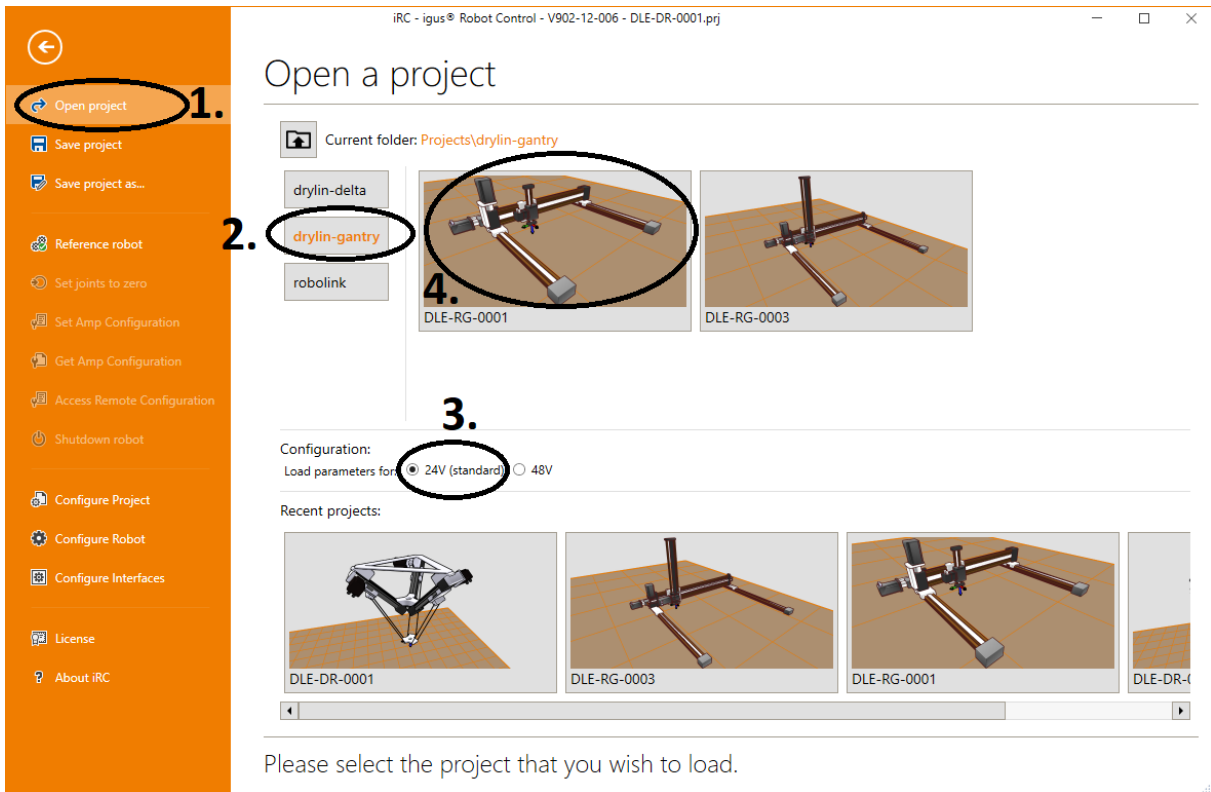 iRC - igus® Robot Control - V902-12-006 - DLE-DR-0001.prj
Open project
1.
Save project
Save project as...
Reference robot
Set joints to zero
Set Amp Configuration
Get Amp Configuration
Access Remote Configuration
Shutdown robot
Configure Project
Configure Robot
Configure Interfaces
License
About iRC
Open a project
Current folder: Projects\drylin-gantry
drylin-delta
2.
drylin-gantry
robolink
4.
DLE-RG-0001
DLE-RG-0003
3.
Configuration:
Load parameters for: 24V (standard) 48V
Recent projects:
DLE-DR-0001
DLE-RG-0003
DLE-RG-0001
Please select the project that you wish to load.